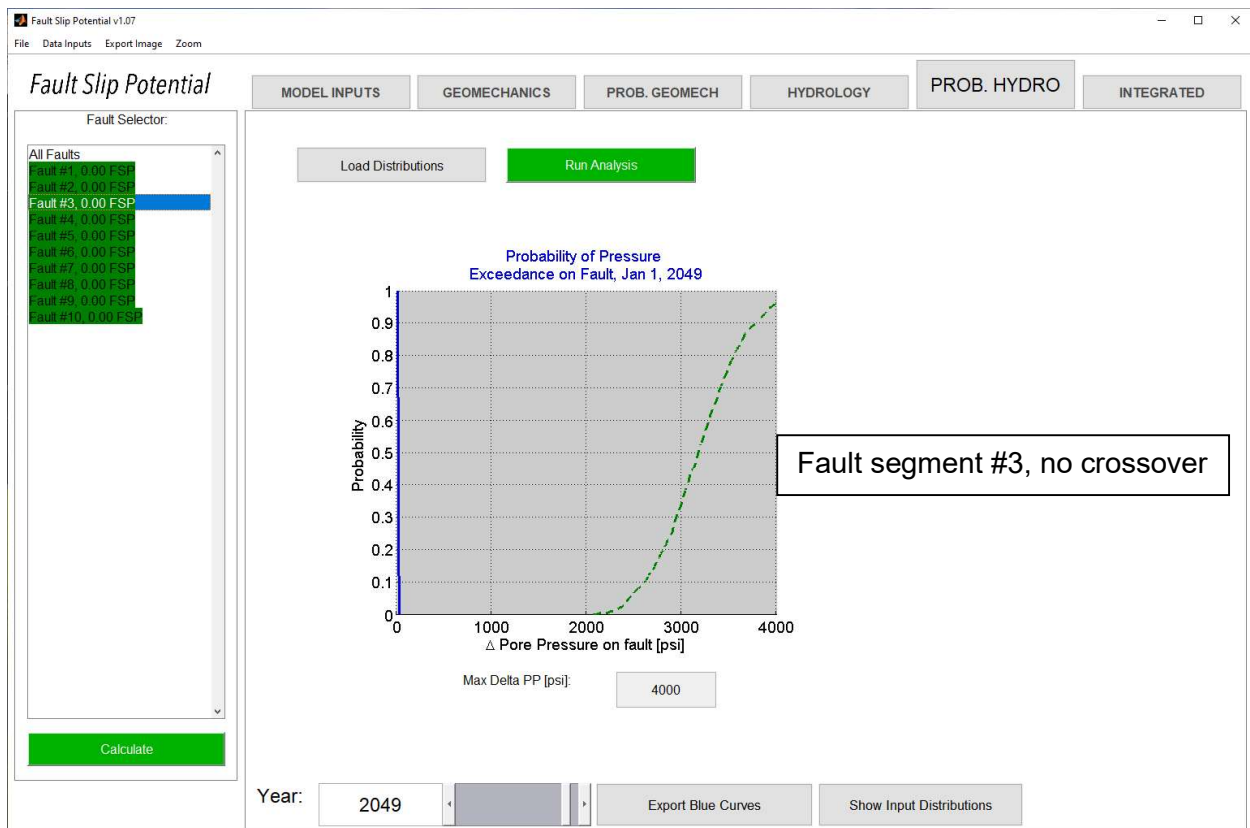 Fault Slip Potential v1.07
File Data Inputs Export Image Zoom
Fault Slip Potential
MODEL INPUTS GEOMECHANICS PROB. GEOMECH HYDROLOGY PROB. HYDRO INTEGRATED
Fault Selector:
All Faults
Fault #1, 0.00 FSP
Fault #2, 0.00 FSP
Fault #3, 0.00 FSP
Fault #4, 0.00 FSP
Fault #5, 0.00 FSP
Fault #6, 0.00 FSP
Fault #7, 0.00 FSP
Fault #8, 0.00 FSP
Fault #9, 0.00 FSP
Fault #10, 0.00 FSP
Calculate
Load Distributions Run Analysis
Probability of Pressure
Exceedance on Fault, Jan 1, 2049
1
0.9
0.8
0.7
0.6
0.5
0.4
0.3
0.2
0.1
0
Probability
0 1000 2000 3000 4000
Δ Pore Pressure on fault [psi]
Fault segment #3, no crossover
Max Delta PP [psi]: 4000
Year: 2049 Export Blue Curves Show Input Distributions